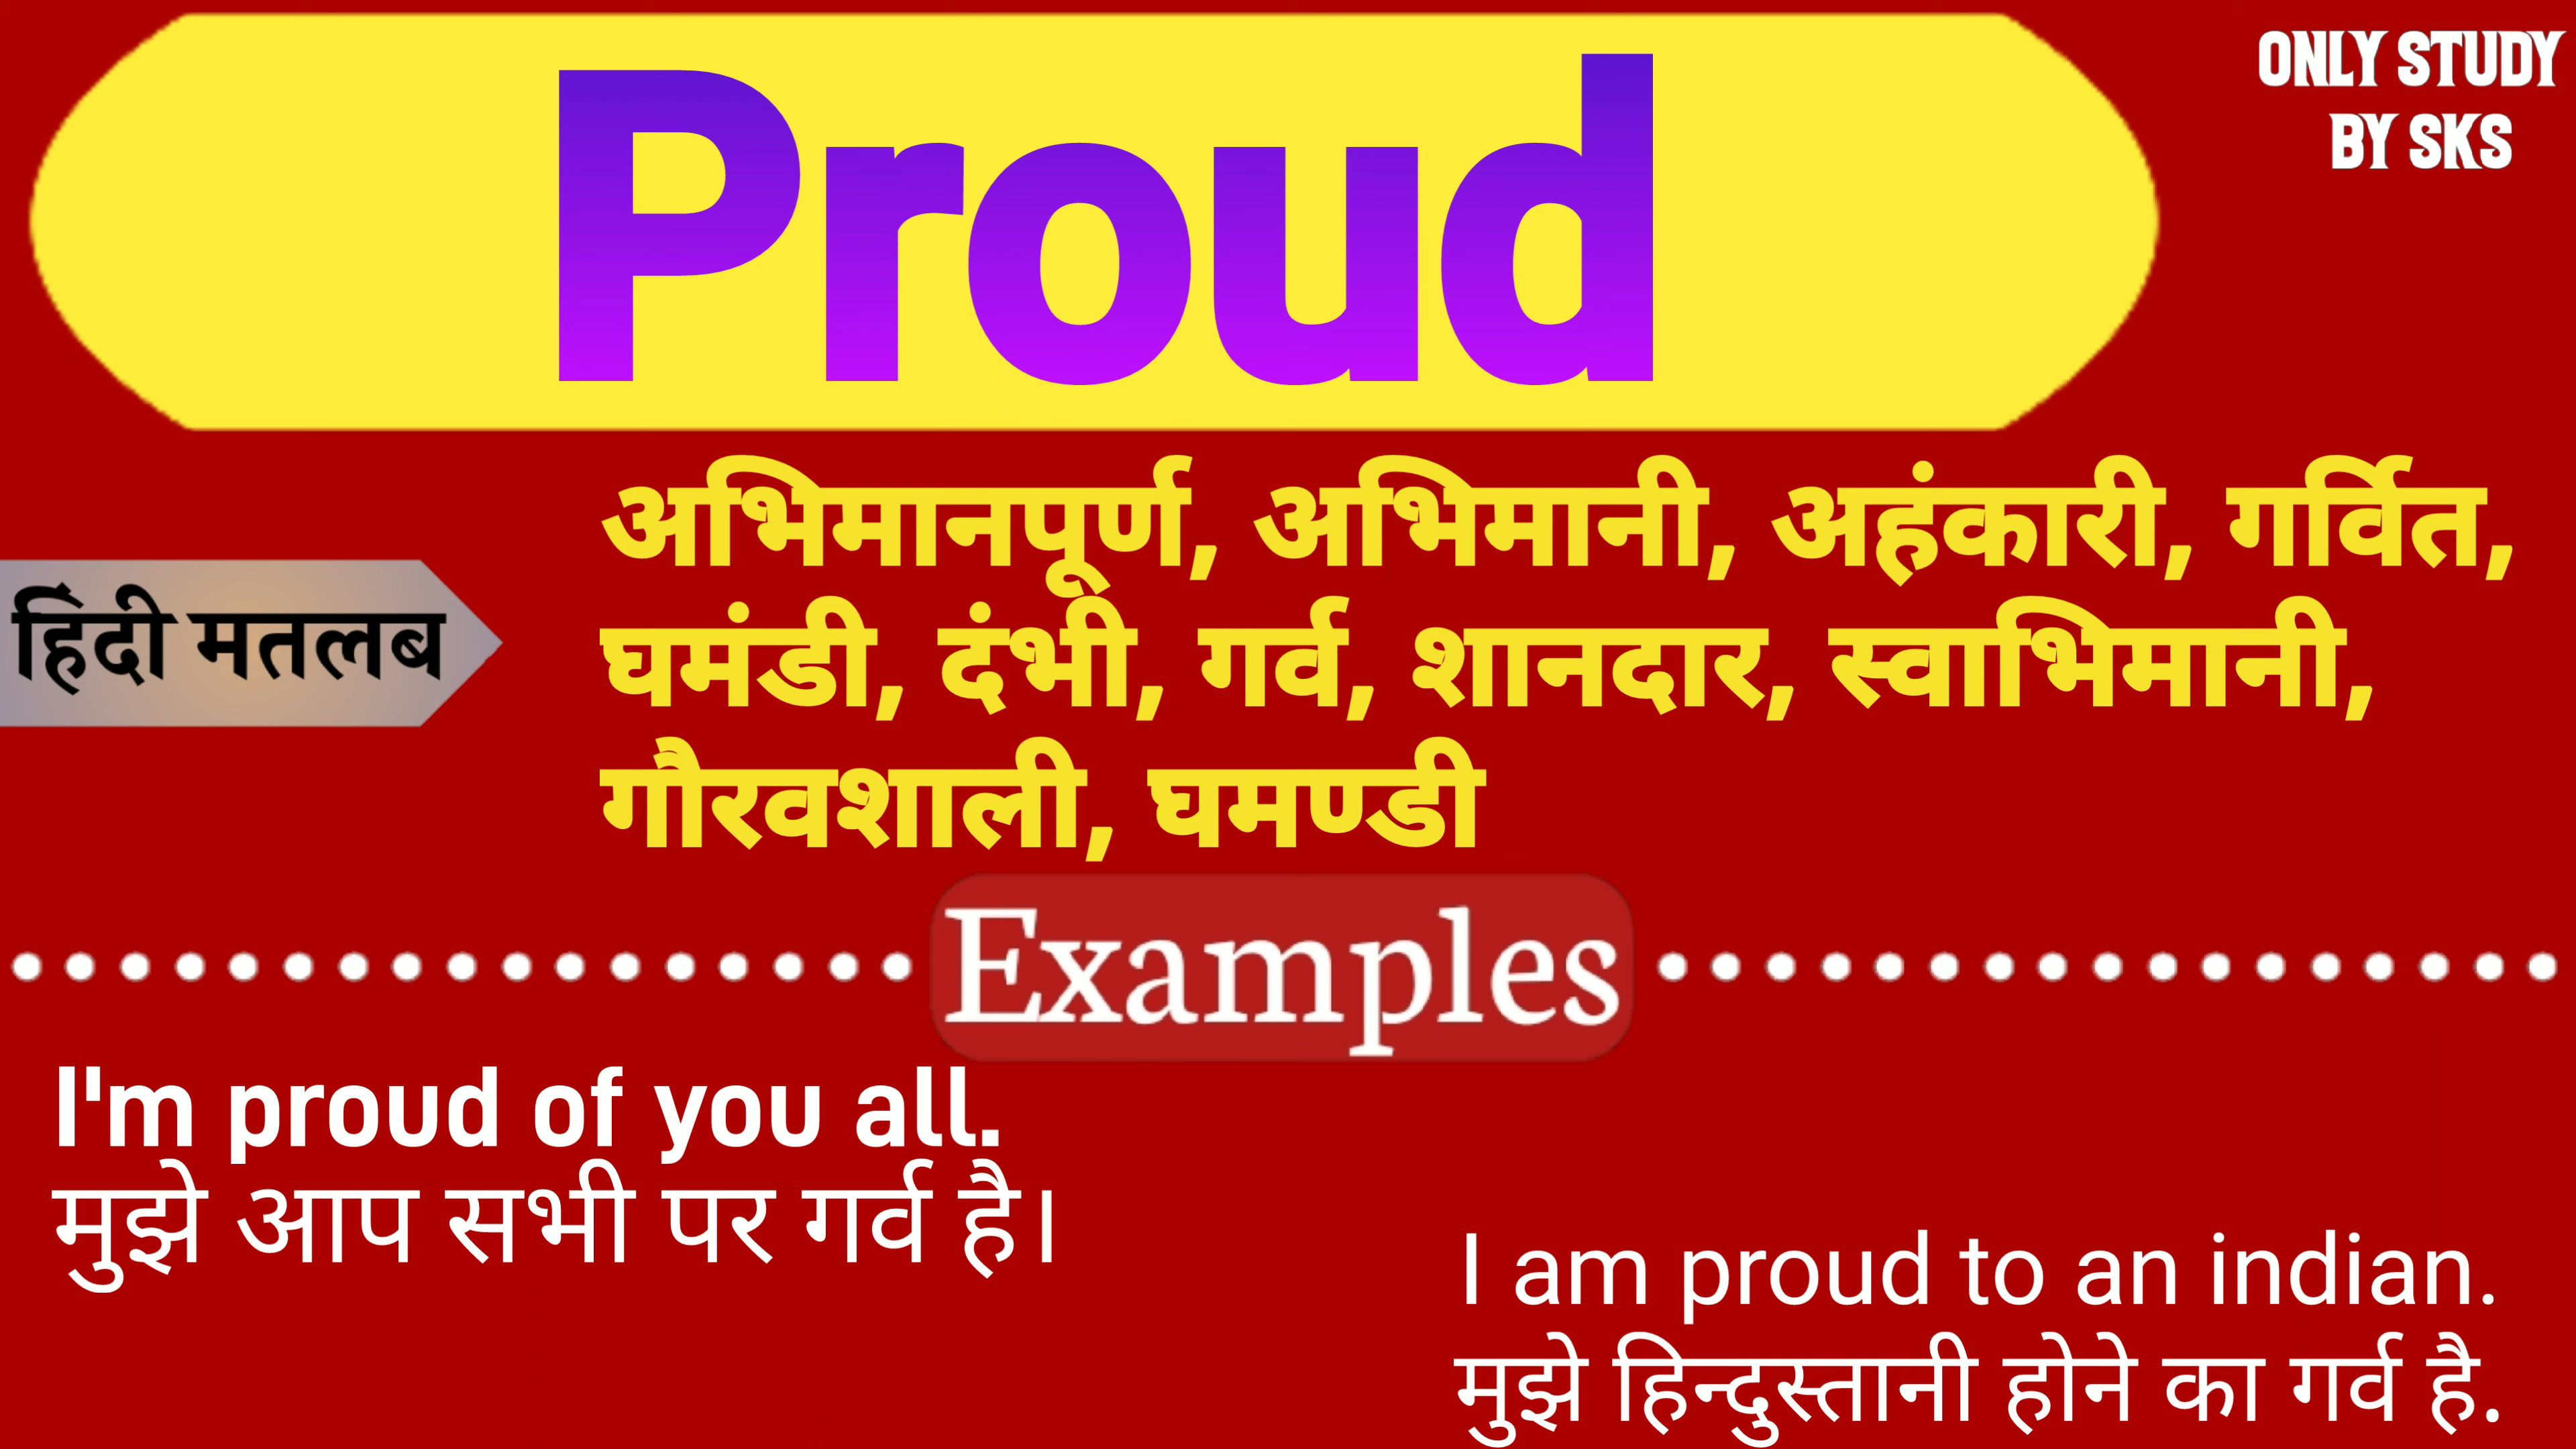 Proud
ONLY STUDY
BY SKS
अभिमानपूर्ण, अभिमानी, अहंकारी, गर्वित,
हिंदी मतलब
घमंडी, दंभी, गर्व, शानदार, स्वाभिमानी,
गौरवशाली, घमण्डी
Examples
I'm proud of you all.
मुझे आप सभी पर गर्व है।
I am proud to an indian.
मुझे हिन्दुस्तानी होने का गर्व है.